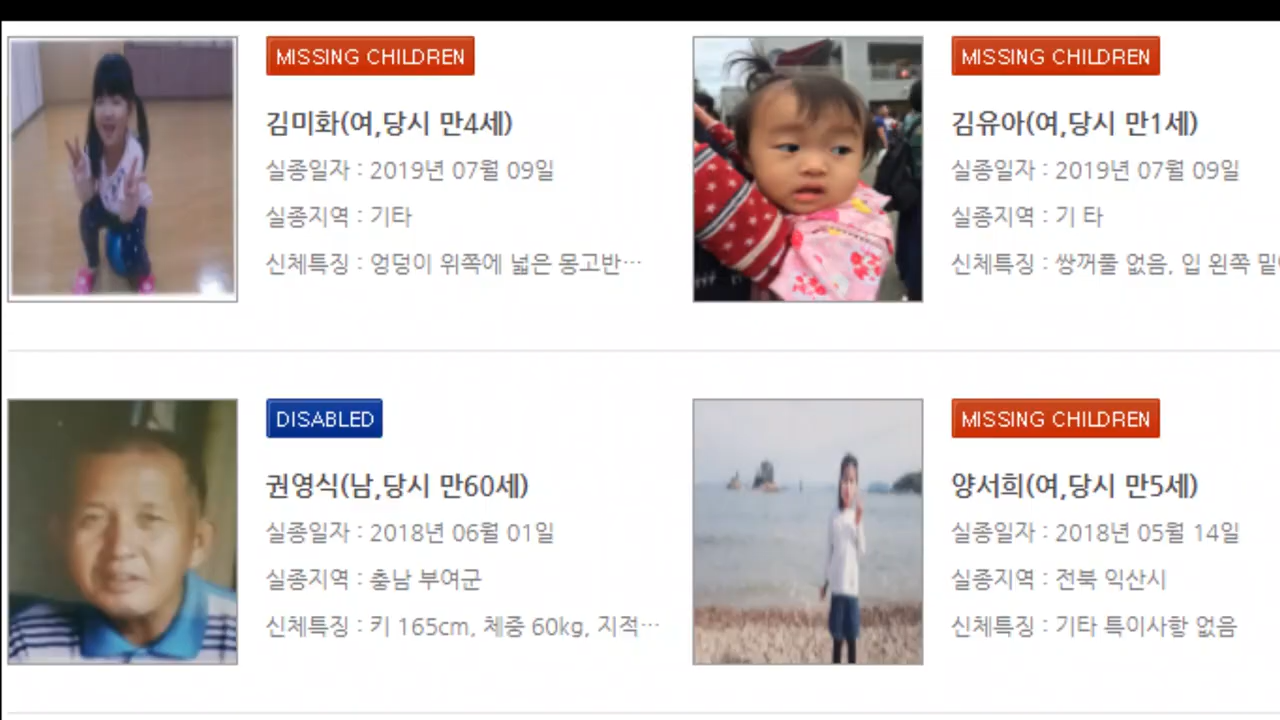 MISSING CHILDREN
김미화(여,당시 만4세)
실종일자 : 2019년 07월 09일
실종지역 : 기타
신체특징 : 엉덩이 위쪽에 넓은 몽고반…
MISSING CHILDREN
김유아(여,당시 만1세)
실종일자 : 2019년 07월 09일
실종지역 : 기 타
신체특징 : 쌍꺼풀 없음, 입 왼쪽
DISABLED
권영식(남,당시 만60세)
실종일자 : 2018년 06월 01일
실종지역 : 충남 부여군
신체특징 : 키 165cm, 체중 60kg, 지적…
MISSING CHILDREN
양서희(여,당시 만5세)
실종일자 : 2018년 05월 14일
실종지역 : 전북 익산시
신체특징 : 기타 특이사항 없음